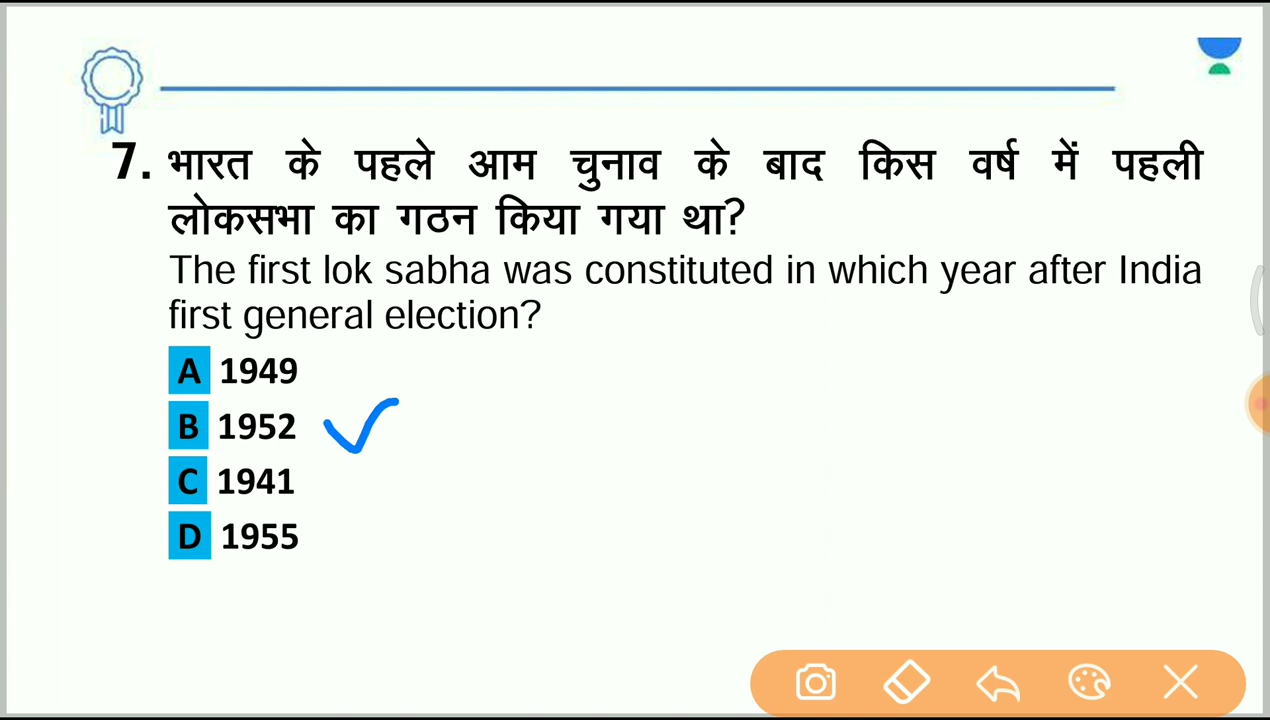 7. भारत के पहले आम चुनाव के बाद किस वर्ष में पहली
लोकसभा का गठन किया गया था?
The first lok sabha was constituted in which year after India
first general election?
A 1949
B 1952
C 1941
D 1955